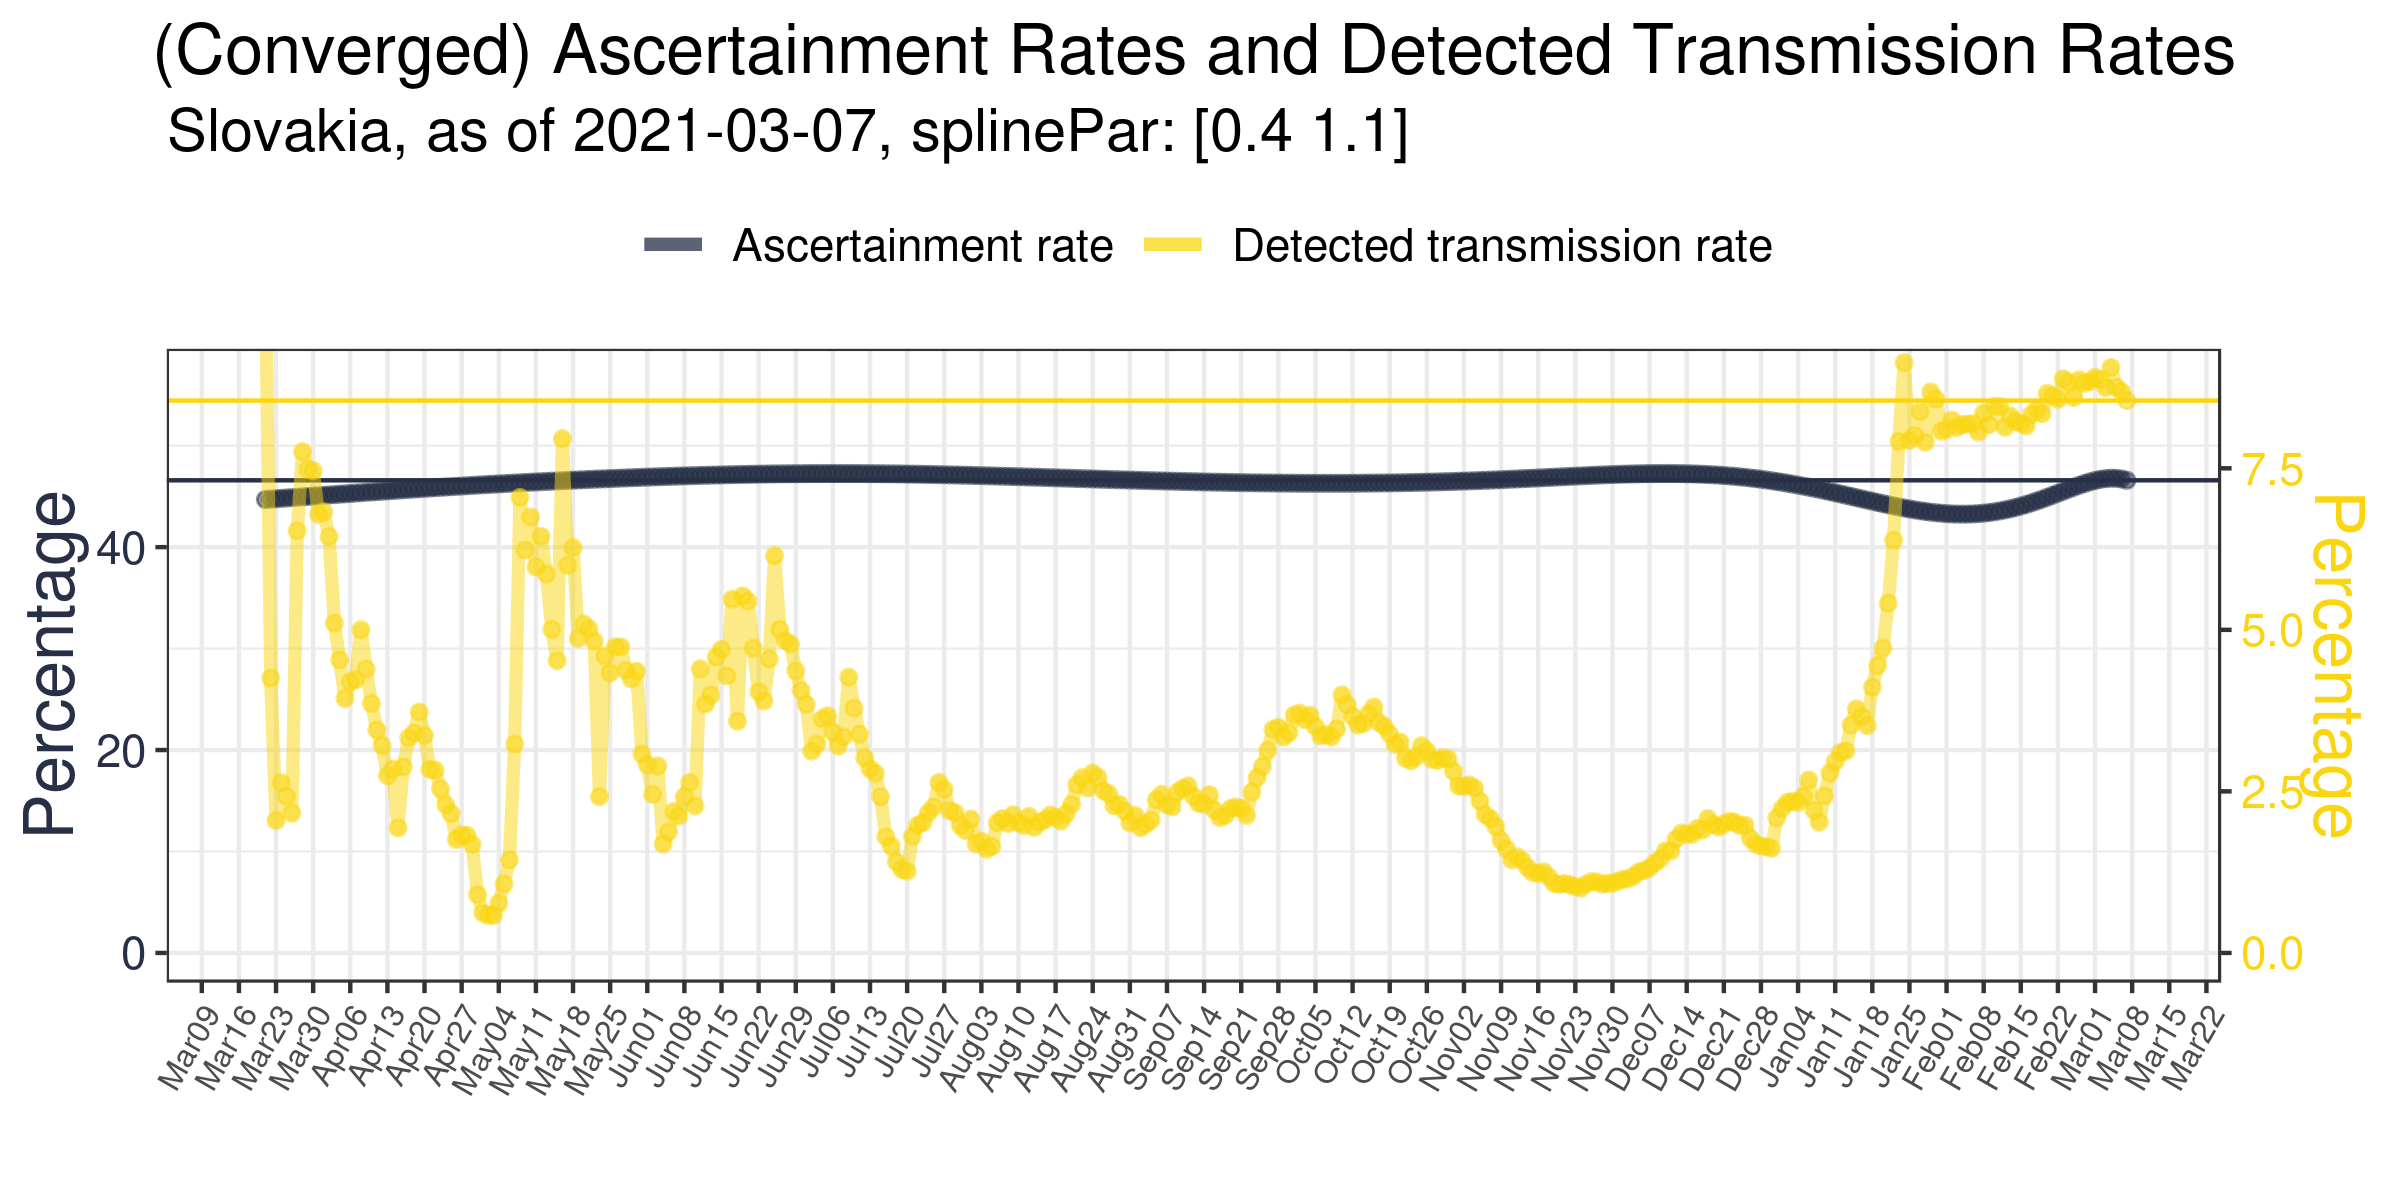 (Converged) Ascertainment Rates and Detected Transmission Rates
Slovakia, as of 2021-03-07, splinePar: [0.4 1.1]
Ascertainment rate Detected transmission rate
Percentage
40
20
0
7.5
5.0
2.5
0.0
Percentage
Mar09 Mar16 Mar23 Mar30 Apr06 Apr13 Apr20 Apr27 May04 May11 May18 May25 Jun01 Jun08 Jun15 Jun22 Jun29 Jul06 Jul13 Jul20 Jul27 Aug03 Aug10 Aug17 Aug24 Aug31 Sep07 Sep14 Sep21 Sep28 Oct05 Oct12 Oct19 Oct26 Nov02 Nov09 Nov16 Nov23 Nov30 Dec07 Dec14 Dec21 Dec28 Jan04 Jan11 Jan18 Jan25 Feb01 Feb08 Feb15 Feb22 Mar01 Mar08 Mar15 Mar22